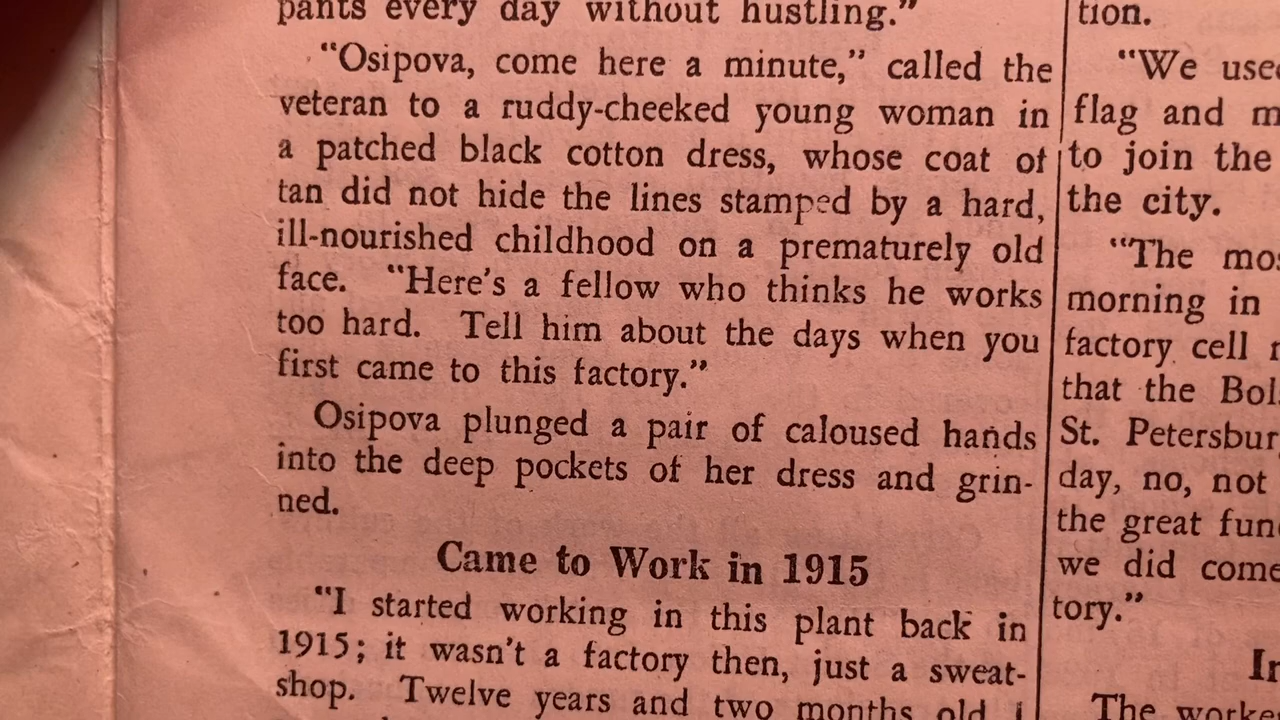 pants every day without hustling."
"Osipova, come here a minute," called the
veteran to a ruddy-cheeked young woman in
a patched black cotton dress, whose coat of
tan did not hide the lines stamped by a hard,
ill-nourished childhood on a prematurely old
face. "Here's a fellow who thinks he works
too hard. Tell him about the days when you
first came to this factory."
Osipova plunged a pair of caloused hands
into the deep pockets of her dress and grin-
ned.
Came to Work in 1915
"I started working in this plant back in
1915; it wasn't a factory then, just a sweat-
shop. Twelve years and two months old I
tion.
"We
flag and
to join the
the city.
"The
morning in
factory cell
that the
St.
day, no, not
the great
we did come
tory."
The